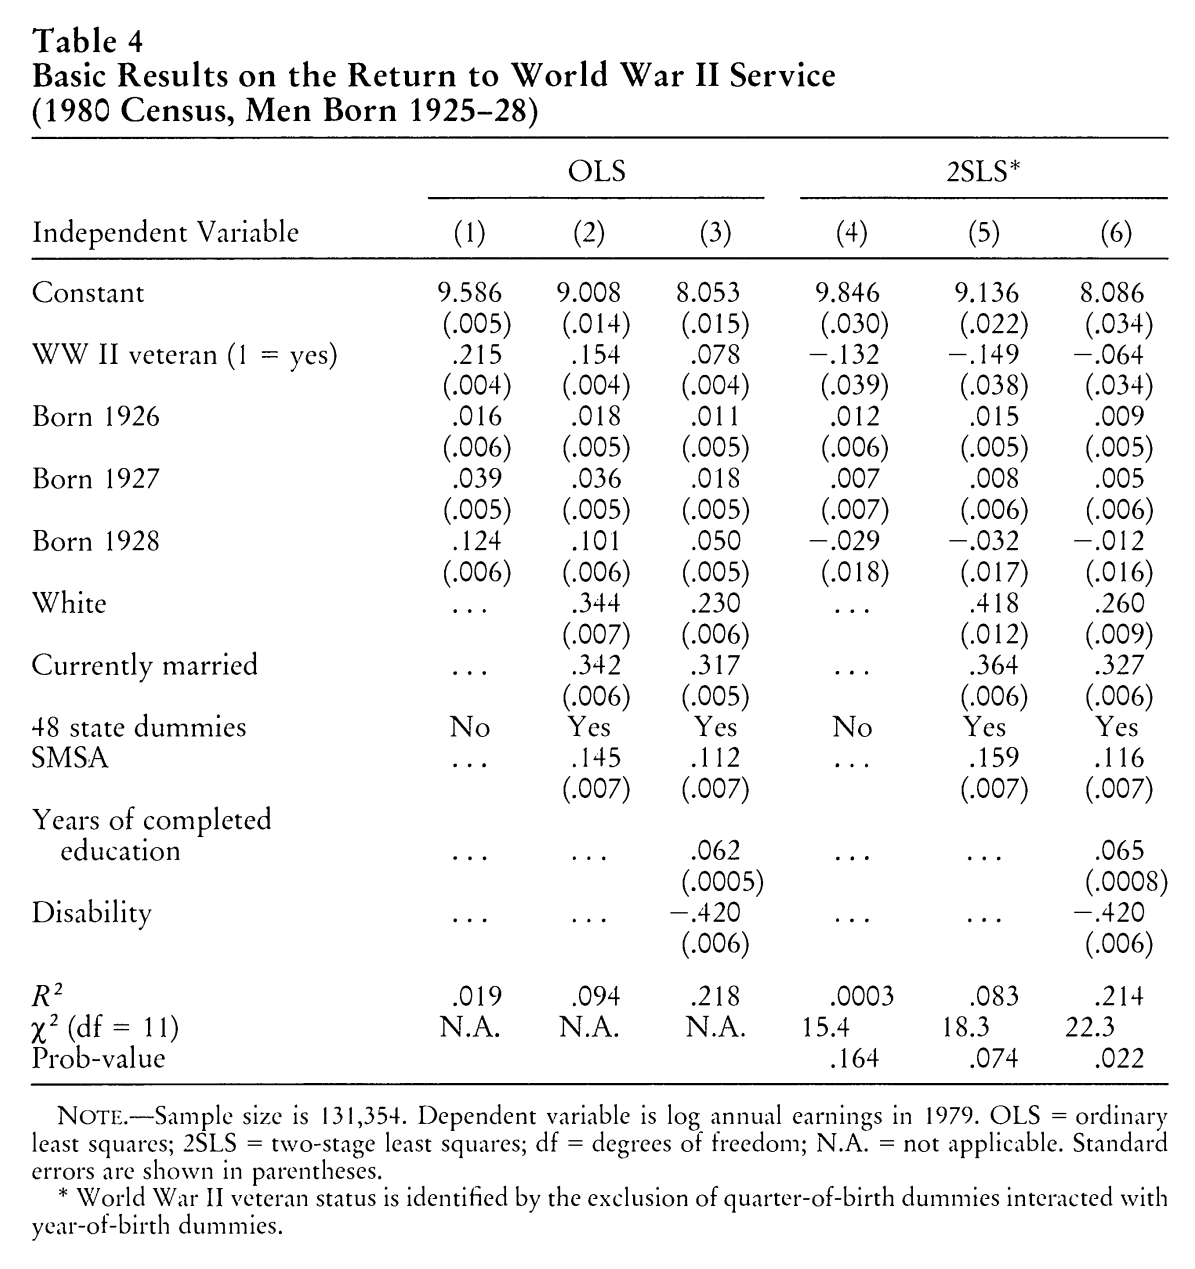 Table 4
Basic Results on the Return to World War II Service
(1980 Census, Men Born 1925–28)
OLS 2SLS*
Independent Variable (1) (2) (3) (4) (5) (6)
Constant 9.586 9.008 8.053 9.846 9.136 8.086
(.005) (.014) (.015) (.030) (.022) (.034)
WW II veteran (1 = yes) .215 .154 .078 −.132 −.149 −.064
(.004) (.004) (.004) (.039) (.038) (.034)
Born 1926 .016 .018 .011 .012 .015 .009
(.006) (.005) (.005) (.006) (.005) (.005)
Born 1927 .039 .036 .018 .007 .008 .005
(.005) (.005) (.005) (.007) (.006) (.006)
Born 1928 .124 .101 .050 −.029 −.032 −.012
(.006) (.006) (.005) (.018) (.017) (.016)
White ... .344 .230 ... .418 .260
(.007) (.006) (.012) (.009)
Currently married ... .342 .317 ... .364 .327
(.006) (.005) (.006) (.006)
48 state dummies No Yes Yes No Yes Yes
SMSA ... .145 .112 ... .159 .116
(.007) (.007) (.007) (.007)
Years of completed
education ... ... .062 ... ... .065
(.0005) (.0008)
Disability ... ... −.420 ... ... −.420
(.006) (.006)
R² .019 .094 .218 .0003 .083 .214
χ² (df = 11) N.A. N.A. N.A. 15.4 18.3 22.3
Prob-value .164 .074 .022
NOTE.—Sample size is 131,354. Dependent variable is log annual earnings in 1979. OLS = ordinary
least squares; 2SLS = two-stage least squares; df = degrees of freedom; N.A. = not applicable. Standard
errors are shown in parentheses.
* World War II veteran status is identified by the exclusion of quarter-of-birth dummies interacted with
year-of-birth dummies.